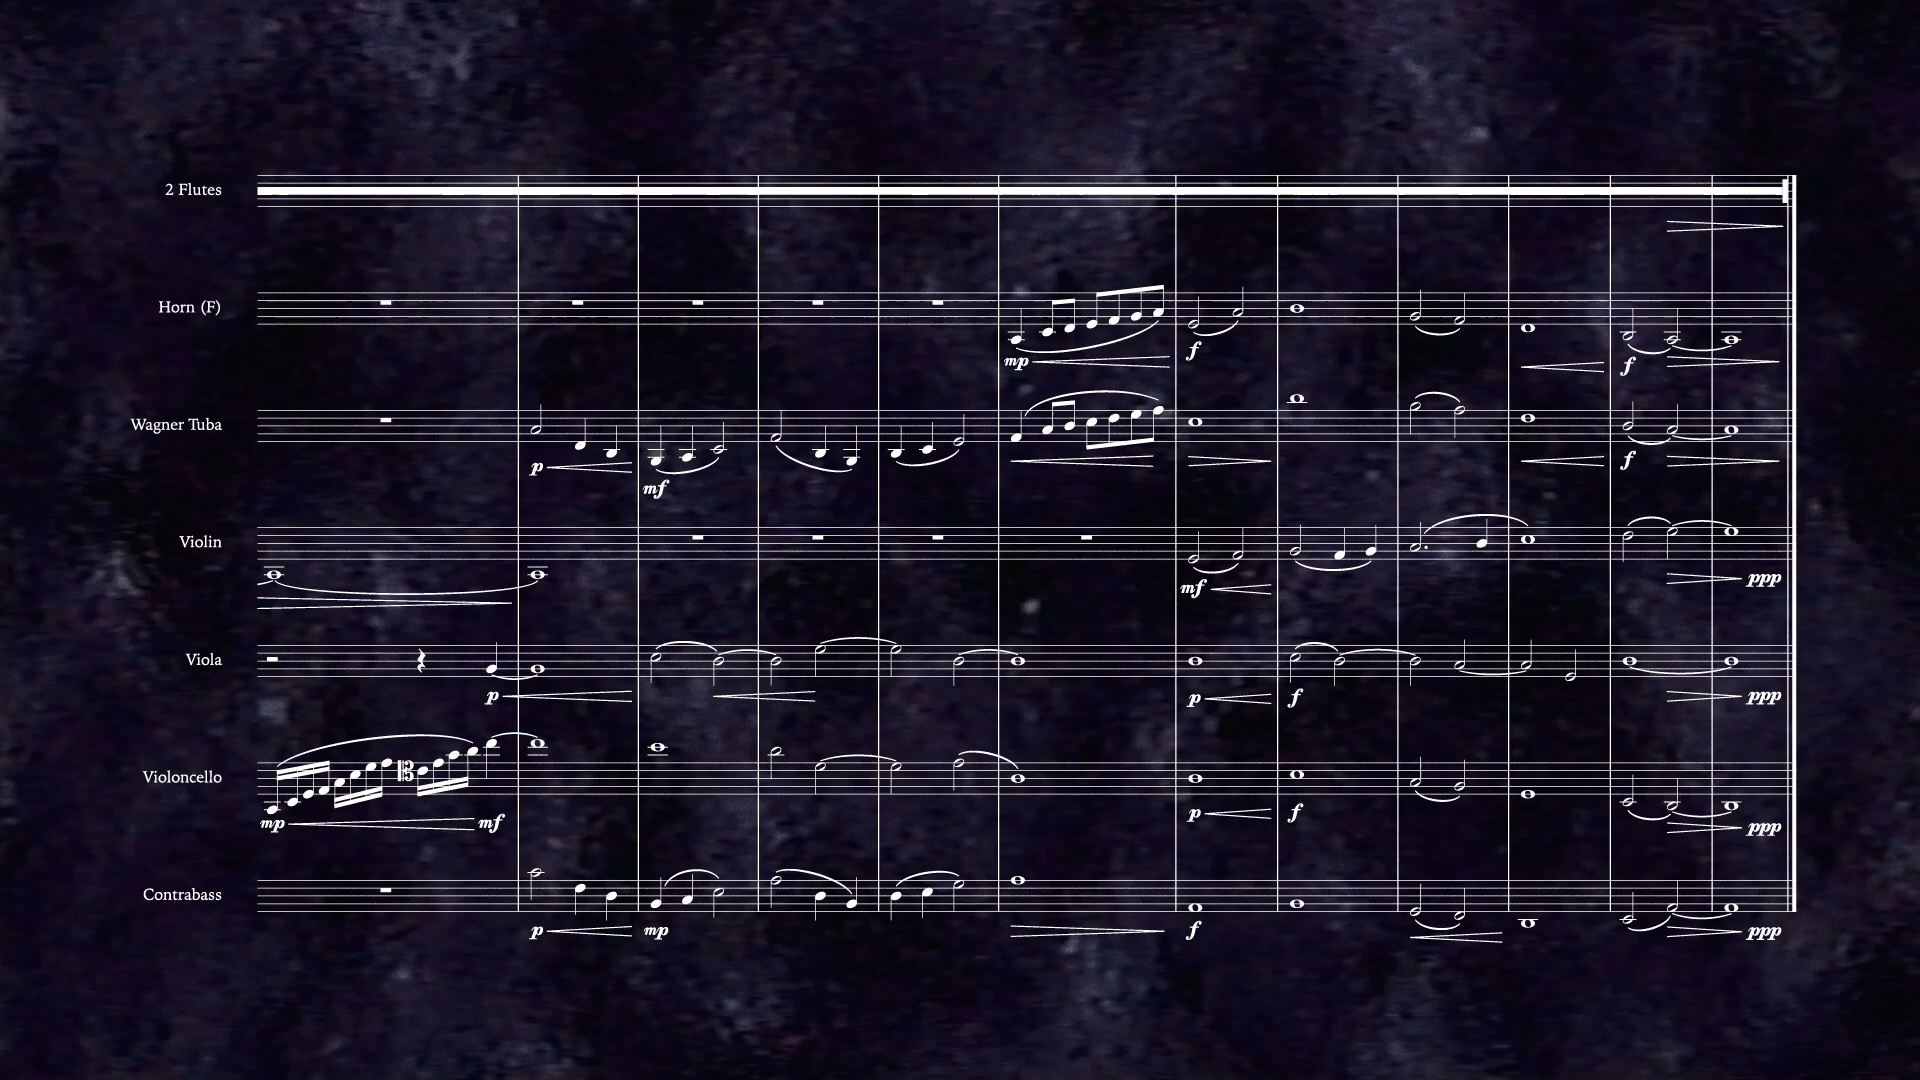 2 Flutes
Horn (F)
mp f f
Wagner Tuba
p mf f
Violin
mf ppp
Viola
p p f ppp
Violoncello
mp mf p f ppp
Contrabass
p mp f ppp